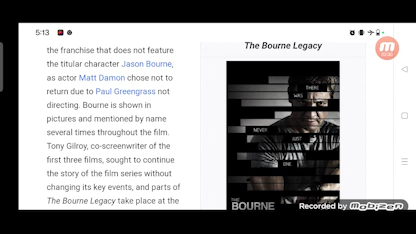 5:13
the franchise that does not feature
the titular character Jason Bourne,
as actor Matt Damon chose not to
return due to Paul Greengrass not
directing. Bourne is shown in
pictures and mentioned by name
several times throughout the film.
Tony Gilroy, co-screenwriter of the
first three films, sought to continue
the story of the film series without
changing its key events, and parts of
The Bourne Legacy take place at the
The Bourne Legacy
THERE
WAS
NEVER
JUST
ONE
THE
BOURNE
Recorded by mobizen